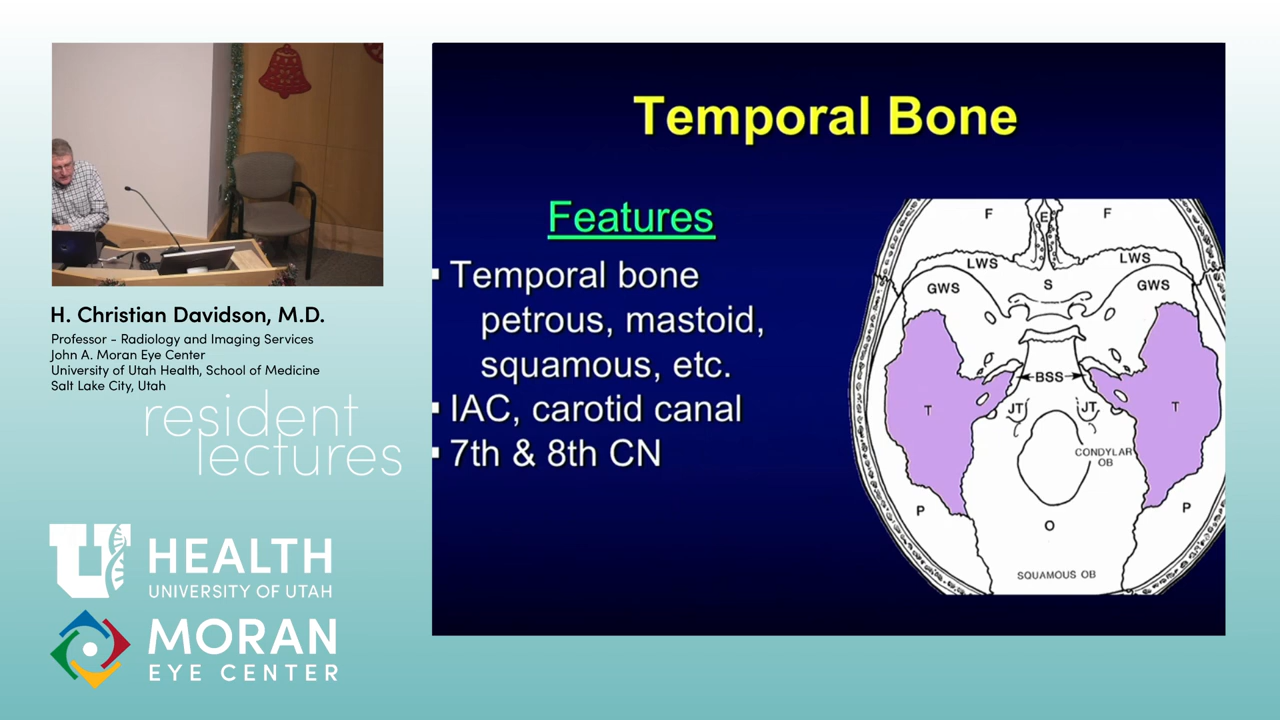 H. Christian Davidson, M.D.
Professor - Radiology and Imaging Services
John A. Moran Eye Center
University of Utah Health, School of Medicine
Salt Lake City, Utah
resident
lectures
U HEALTH
UNIVERSITY OF UTAH
MORAN
EYE CENTER
Temporal Bone
Features
Temporal bone
petrous, mastoid,
squamous, etc.
IAC, carotid canal
7th & 8th CN
F E F
LWS LWS
GWS S GWS
BSS
T JT JT T
CONDYLAR
OB
P P
O
SQUAMOUS OB